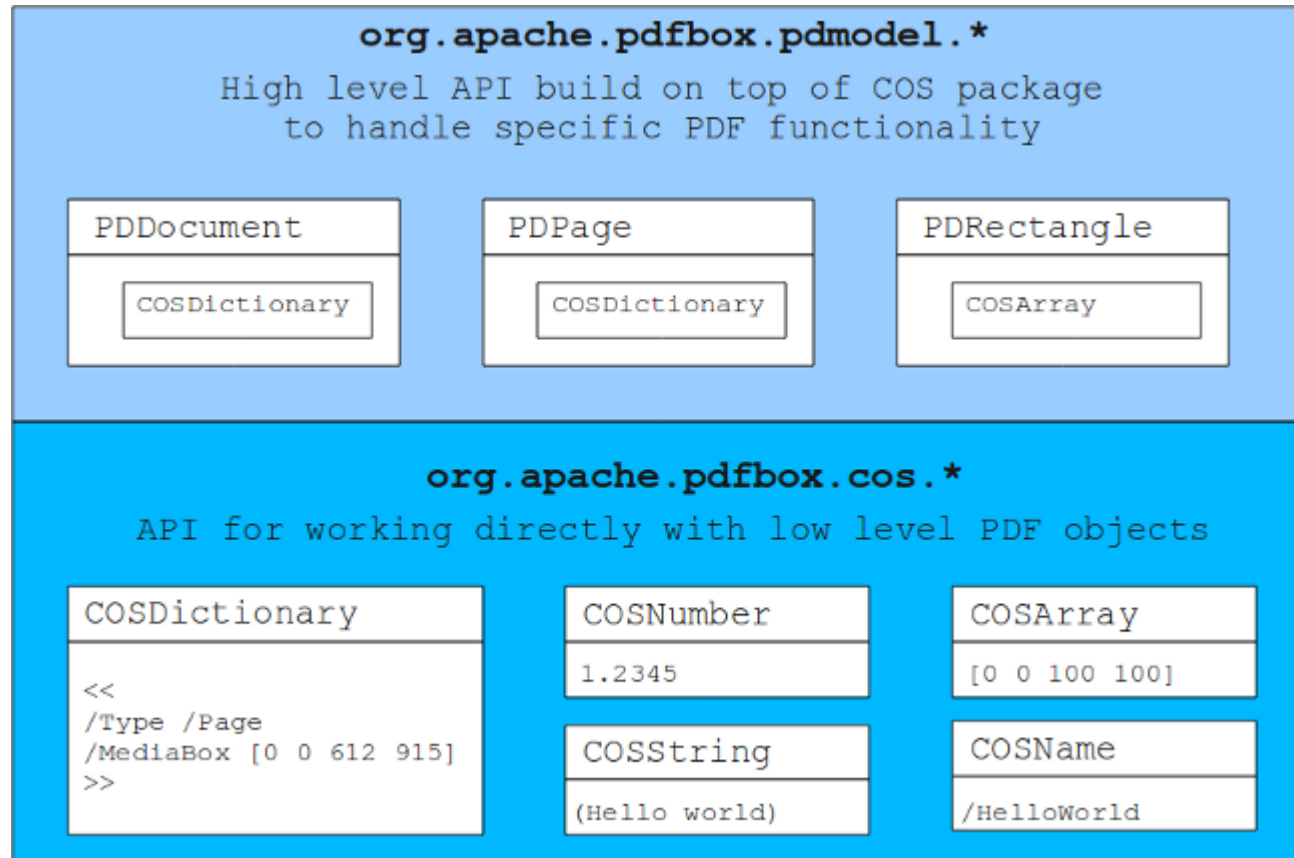 org.apache.pdfbox.pdmodel.*
High level API build on top of COS package
to handle specific PDF functionality
PDDocument
COSDictionary
PDPage
COSDictionary
PDRectangle
COSArray
org.apache.pdfbox.cos.*
API for working directly with low level PDF objects
COSDictionary
<<
/Type /Page
/MediaBox [0 0 612 915]
>>
COSNumber
1.2345
COSArray
[0 0 100 100]
COSString
(Hello world)
COSName
/HelloWorld